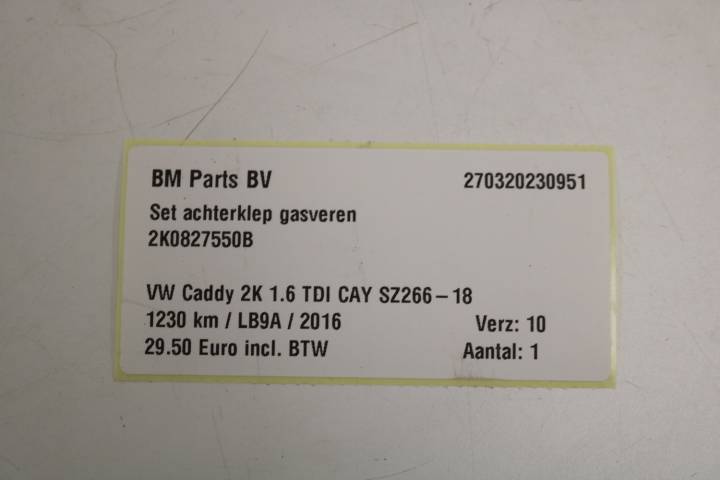 BM Parts BV 270320230951
Set achterklep gasveren
2K0827550B
VW Caddy 2K 1.6 TDI CAY SZ266-18
1230 km / LB9A / 2016 Verz: 10
29.50 Euro incl. BTW Aantal: 1